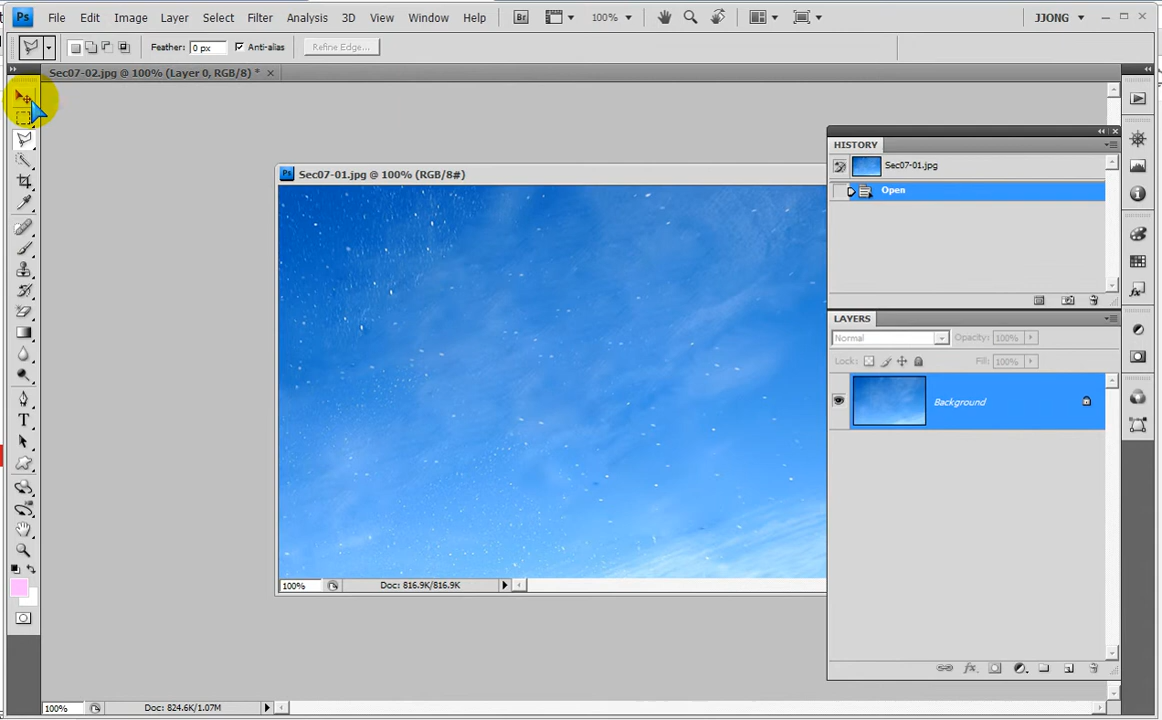 Ps File Edit Image Layer Select Filter Analysis 3D View Window Help Br 100% JJONG
Feather: 0 px Anti-alias Refine Edge...
Sec07-02.jpg @ 100% (Layer 0, RGB/8) *
Ps Sec07-01.jpg @ 100% (RGB/8#)
HISTORY
Sec07-01.jpg
Open
LAYERS
Normal Opacity: 100%
Lock: Fill: 100%
Background
fx
T
100% Doc: 816.9K/816.9K
fx
100% Doc: 824.6K/1.07M